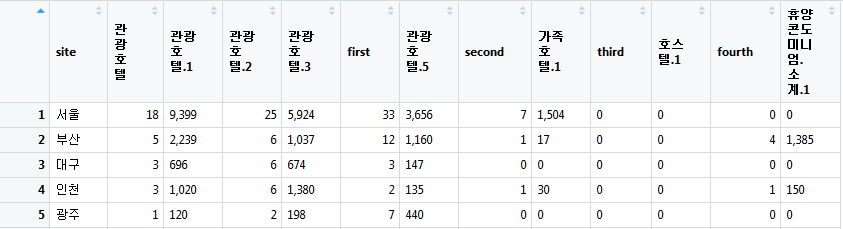 site 관광호텔 관광호텔.1 관광호텔.2 관광호텔.3 first 관광호텔.5 second 가족호텔.1 third 호스텔.1 fourth 휴양콘도미니엄.소계.1
1 서울 18 9,399 25 5,924 33 3,656 7 1,504 0 0 0 0
2 부산 5 2,239 6 1,037 12 1,160 1 17 0 0 4 1,385
3 대구 3 696 6 674 3 147 0 0 0 0 0 0
4 인천 3 1,020 6 1,380 2 135 1 30 0 0 1 150
5 광주 1 120 2 198 7 440 0 0 0 0 0 0